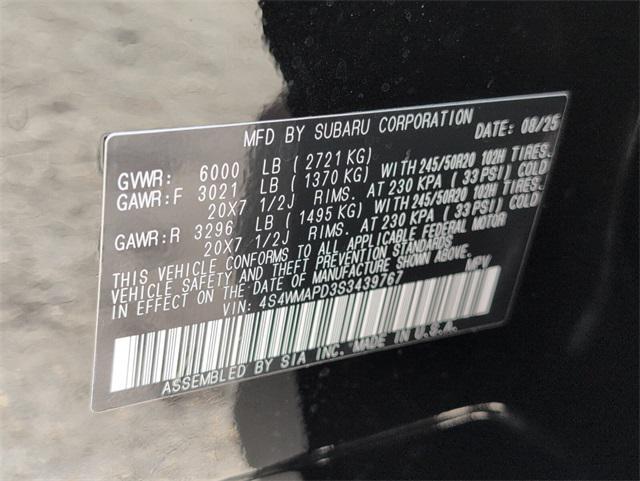 MFD BY SUBARU CORPORATION DATE: 08/25
GVWR: 6000 LB ( 2721 KG)
GAWR:F 3021 LB ( 1370 KG) WITH 245/50R20 102H TIRES.
20X7 1/2J RIMS. AT 230 KPA ( 33 PSI) COLD
GAWR:R 3296 LB ( 1495 KG) WITH 245/50R20 102H TIRES.
20X7 1/2J RIMS. AT 230 KPA ( 33 PSI) COLD
THIS VEHICLE CONFORMS TO ALL APPLICABLE FEDERAL MOTOR
VEHICLE SAFETY AND THEFT PREVENTION STANDARDS
IN EFFECT ON THE DATE OF MANUFACTURE SHOWN ABOVE.
VIN: 4S4WMAPD3S3439767 MPV
ASSEMBLED BY SIA INC. MADE IN U.S.A.